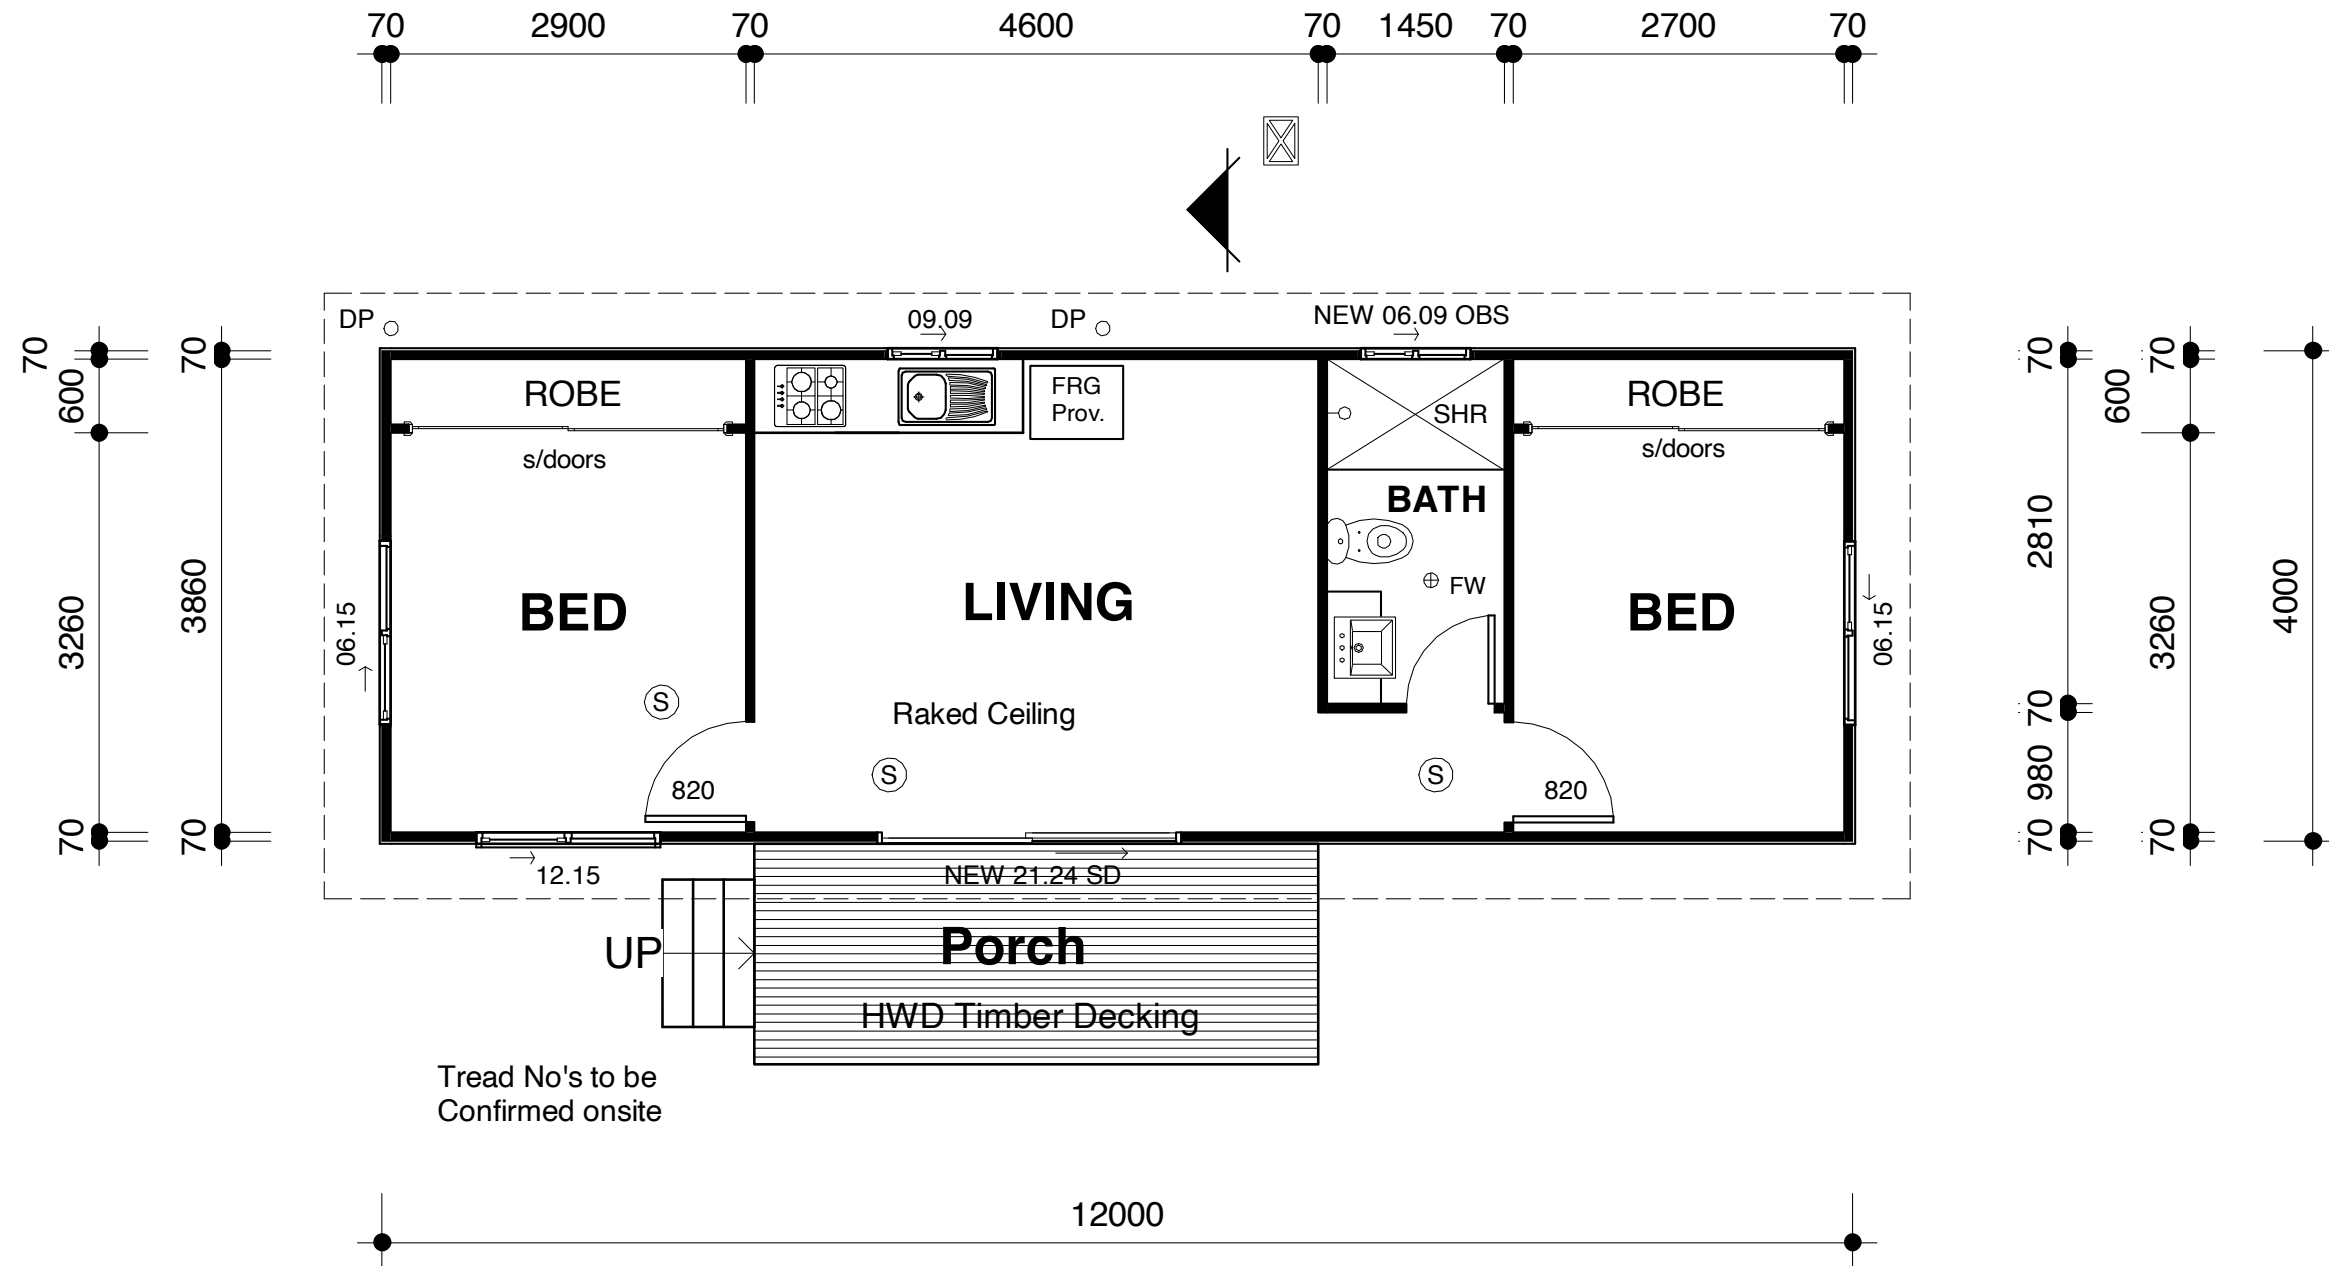 70 2900 70 4600 70 1450 70 2700 70
DP
09.09
DP
NEW 06.09 OBS
70
600
3260
70
70
3860
70
ROBE
s/doors
FRG
Prov.
SHR
ROBE
s/doors
BATH
FW
BED
LIVING
BED
06.15
06.15
S
Raked Ceiling
S
S
820
820
12.15
NEW 21.24 SD
UP
Porch
HWD Timber Decking
Tread No's to be
Confirmed onsite
70
2810
70
980
70
70
600
3260
70
4000
12000